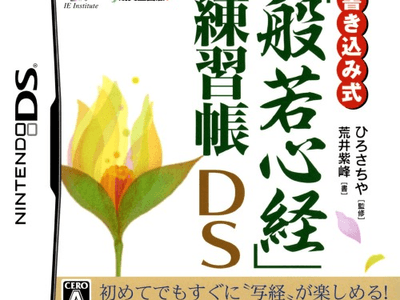 IE Institute
NINTENDO DS
書き込み式
「般若心経」
練習帳DS
ひろさちや[監修]
荒井紫峰[書]
初めてでもすぐに〝写経〟が楽しめる!
CERO
A